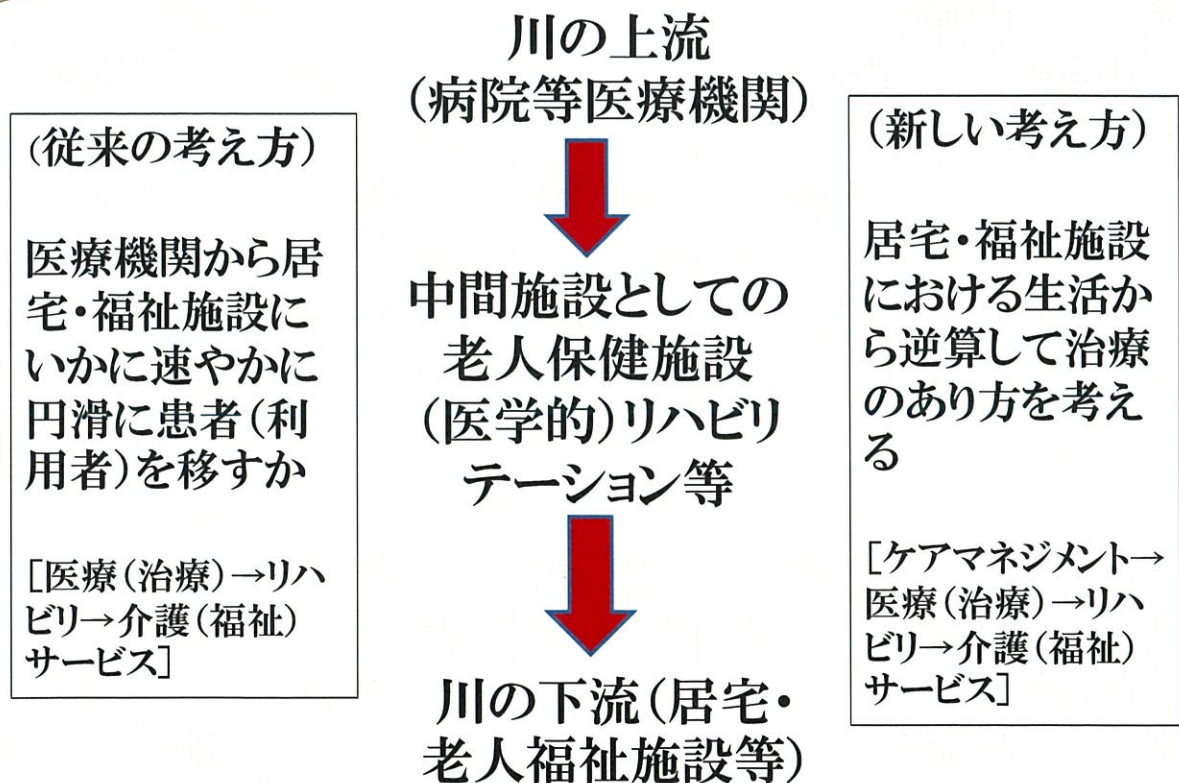 川の上流
(病院等医療機関)
(従来の考え方)
医療機関から居
宅・福祉施設に
いかに速やかに
円滑に患者(利
用者)を移すか
[医療(治療)→リハ
ビリ→介護(福祉)
サービス]
中間施設としての
老人保健施設
(医学的)リハビリ
テーション等
川の下流(居宅・
老人福祉施設等)
(新しい考え方)
居宅・福祉施設
における生活か
ら逆算して治療
のあり方を考え
る
[ケアマネジメント→
医療(治療)→リハ
ビリ→介護(福祉)
サービス]